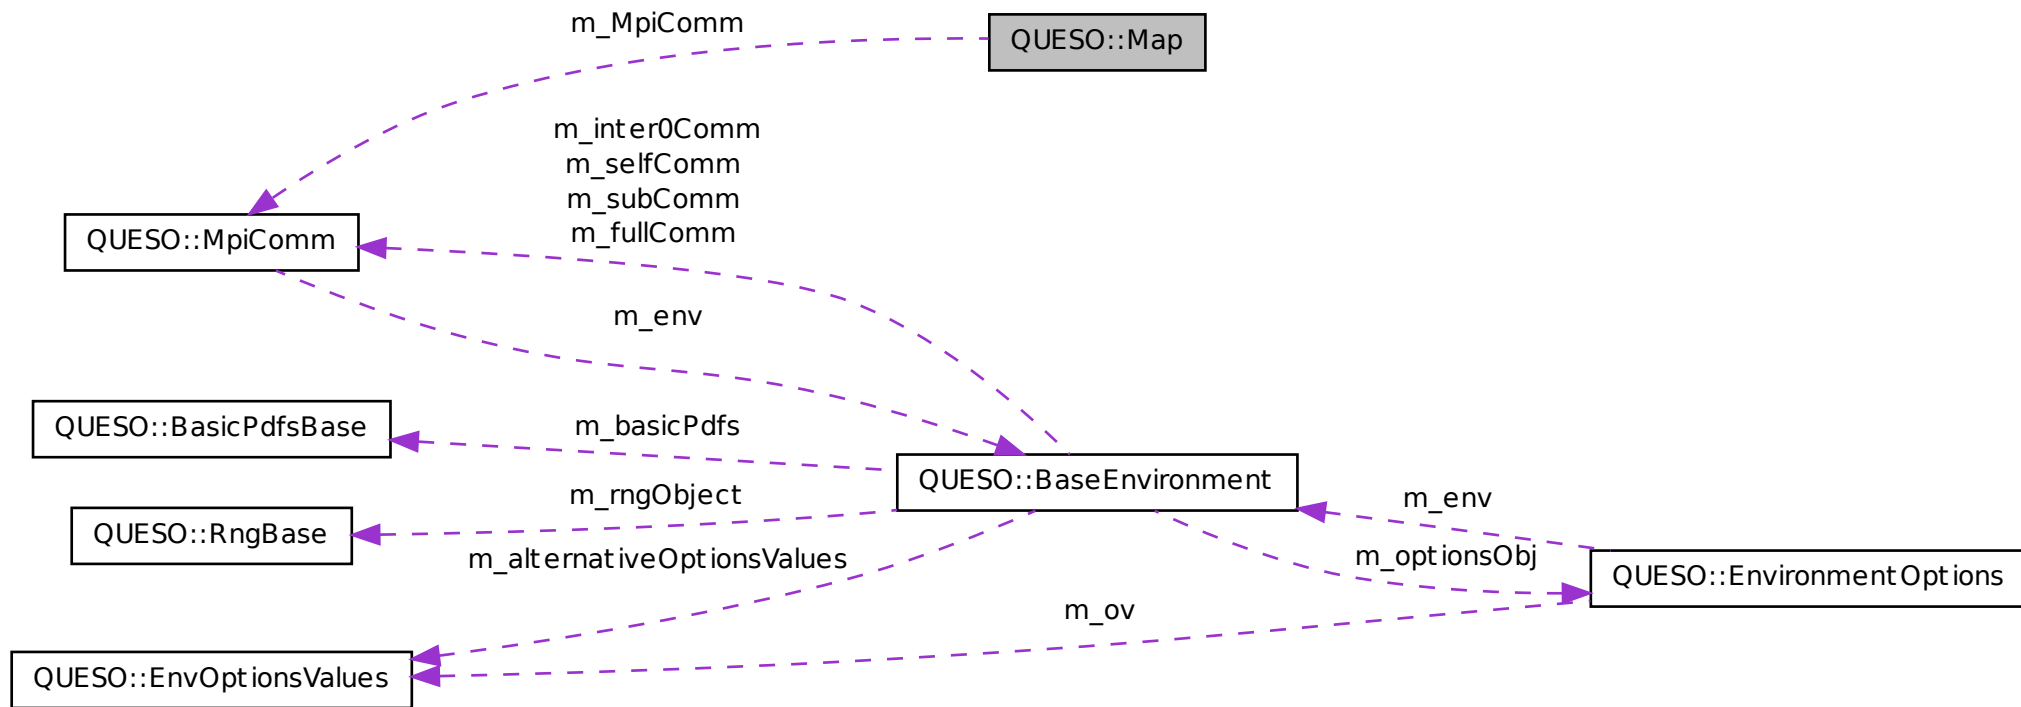 m_MpiComm
QUESO::Map
m_inter0Comm
m_selfComm
m_subComm
m_fullComm
QUESO::MpiComm
m_env
QUESO::BasicPdfsBase
m_basicPdfs
QUESO::BaseEnvironment
m_rngObject
m_env
QUESO::RngBase
m_alternativeOptionsValues
m_optionsObj
QUESO::EnvironmentOptions
m_ov
QUESO::EnvOptionsValues